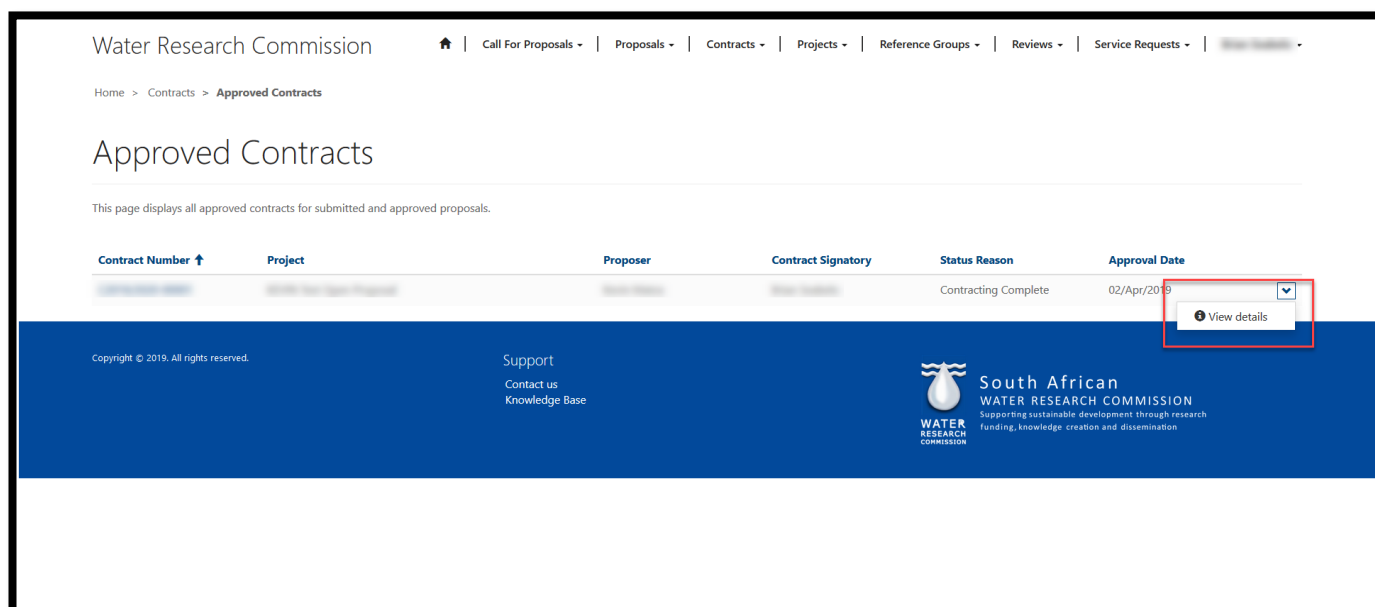 Water Research Commission
Call For Proposals
Proposals
Contracts
Projects
Reference Groups
Reviews
Service Requests
Home > Contracts > Approved Contracts
Approved Contracts
This page displays all approved contracts for submitted and approved proposals.
Contract Number Project Proposer Contract Signatory Status Reason Approval Date
Contracting Complete 02/Apr/2019
View details
Copyright © 2019. All rights reserved.
Support
Contact us
Knowledge Base
WATER
RESEARCH
COMMISSION
South African
WATER RESEARCH COMMISSION
Supporting sustainable development through research
funding, knowledge creation and dissemination